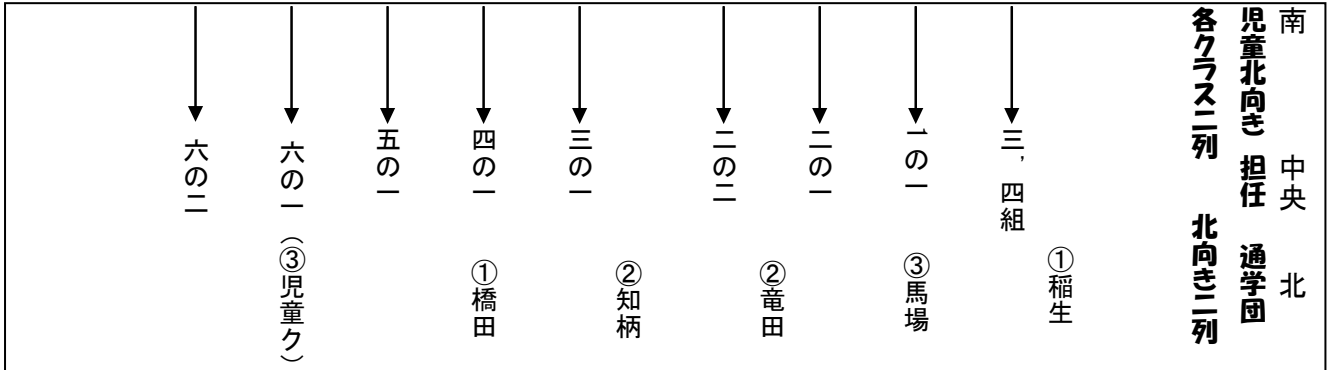 南　中央　北
児童北向き　担任　通学団
各クラス二列　北向き二列
①稲生
三，四組
一の一
③馬場
二の一
②竜田
二の二
②知柄
三の一
四の一
①橋田
五の一
六の一（③児童ク）
六の二